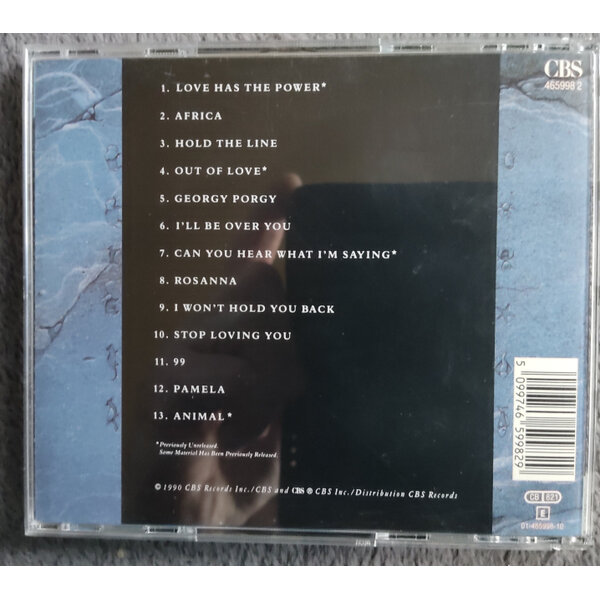 CBS
465998 2
1. LOVE HAS THE POWER*
2. AFRICA
3. HOLD THE LINE
4. OUT OF LOVE*
5. GEORGY PORGY
6. I'LL BE OVER YOU
7. CAN YOU HEAR WHAT I'M SAYING*
8. ROSANNA
9. I WON'T HOLD YOU BACK
10. STOP LOVING YOU
11. 99
12. PAMELA
13. ANIMAL*
*Previously Unreleased.
Some Material Has Been Previously Released.
© 1990 CBS Records Inc./CBS and CBS ® CBS Inc./Distribution CBS Records
5 099746 599829
CB 821
E
01-465998-10